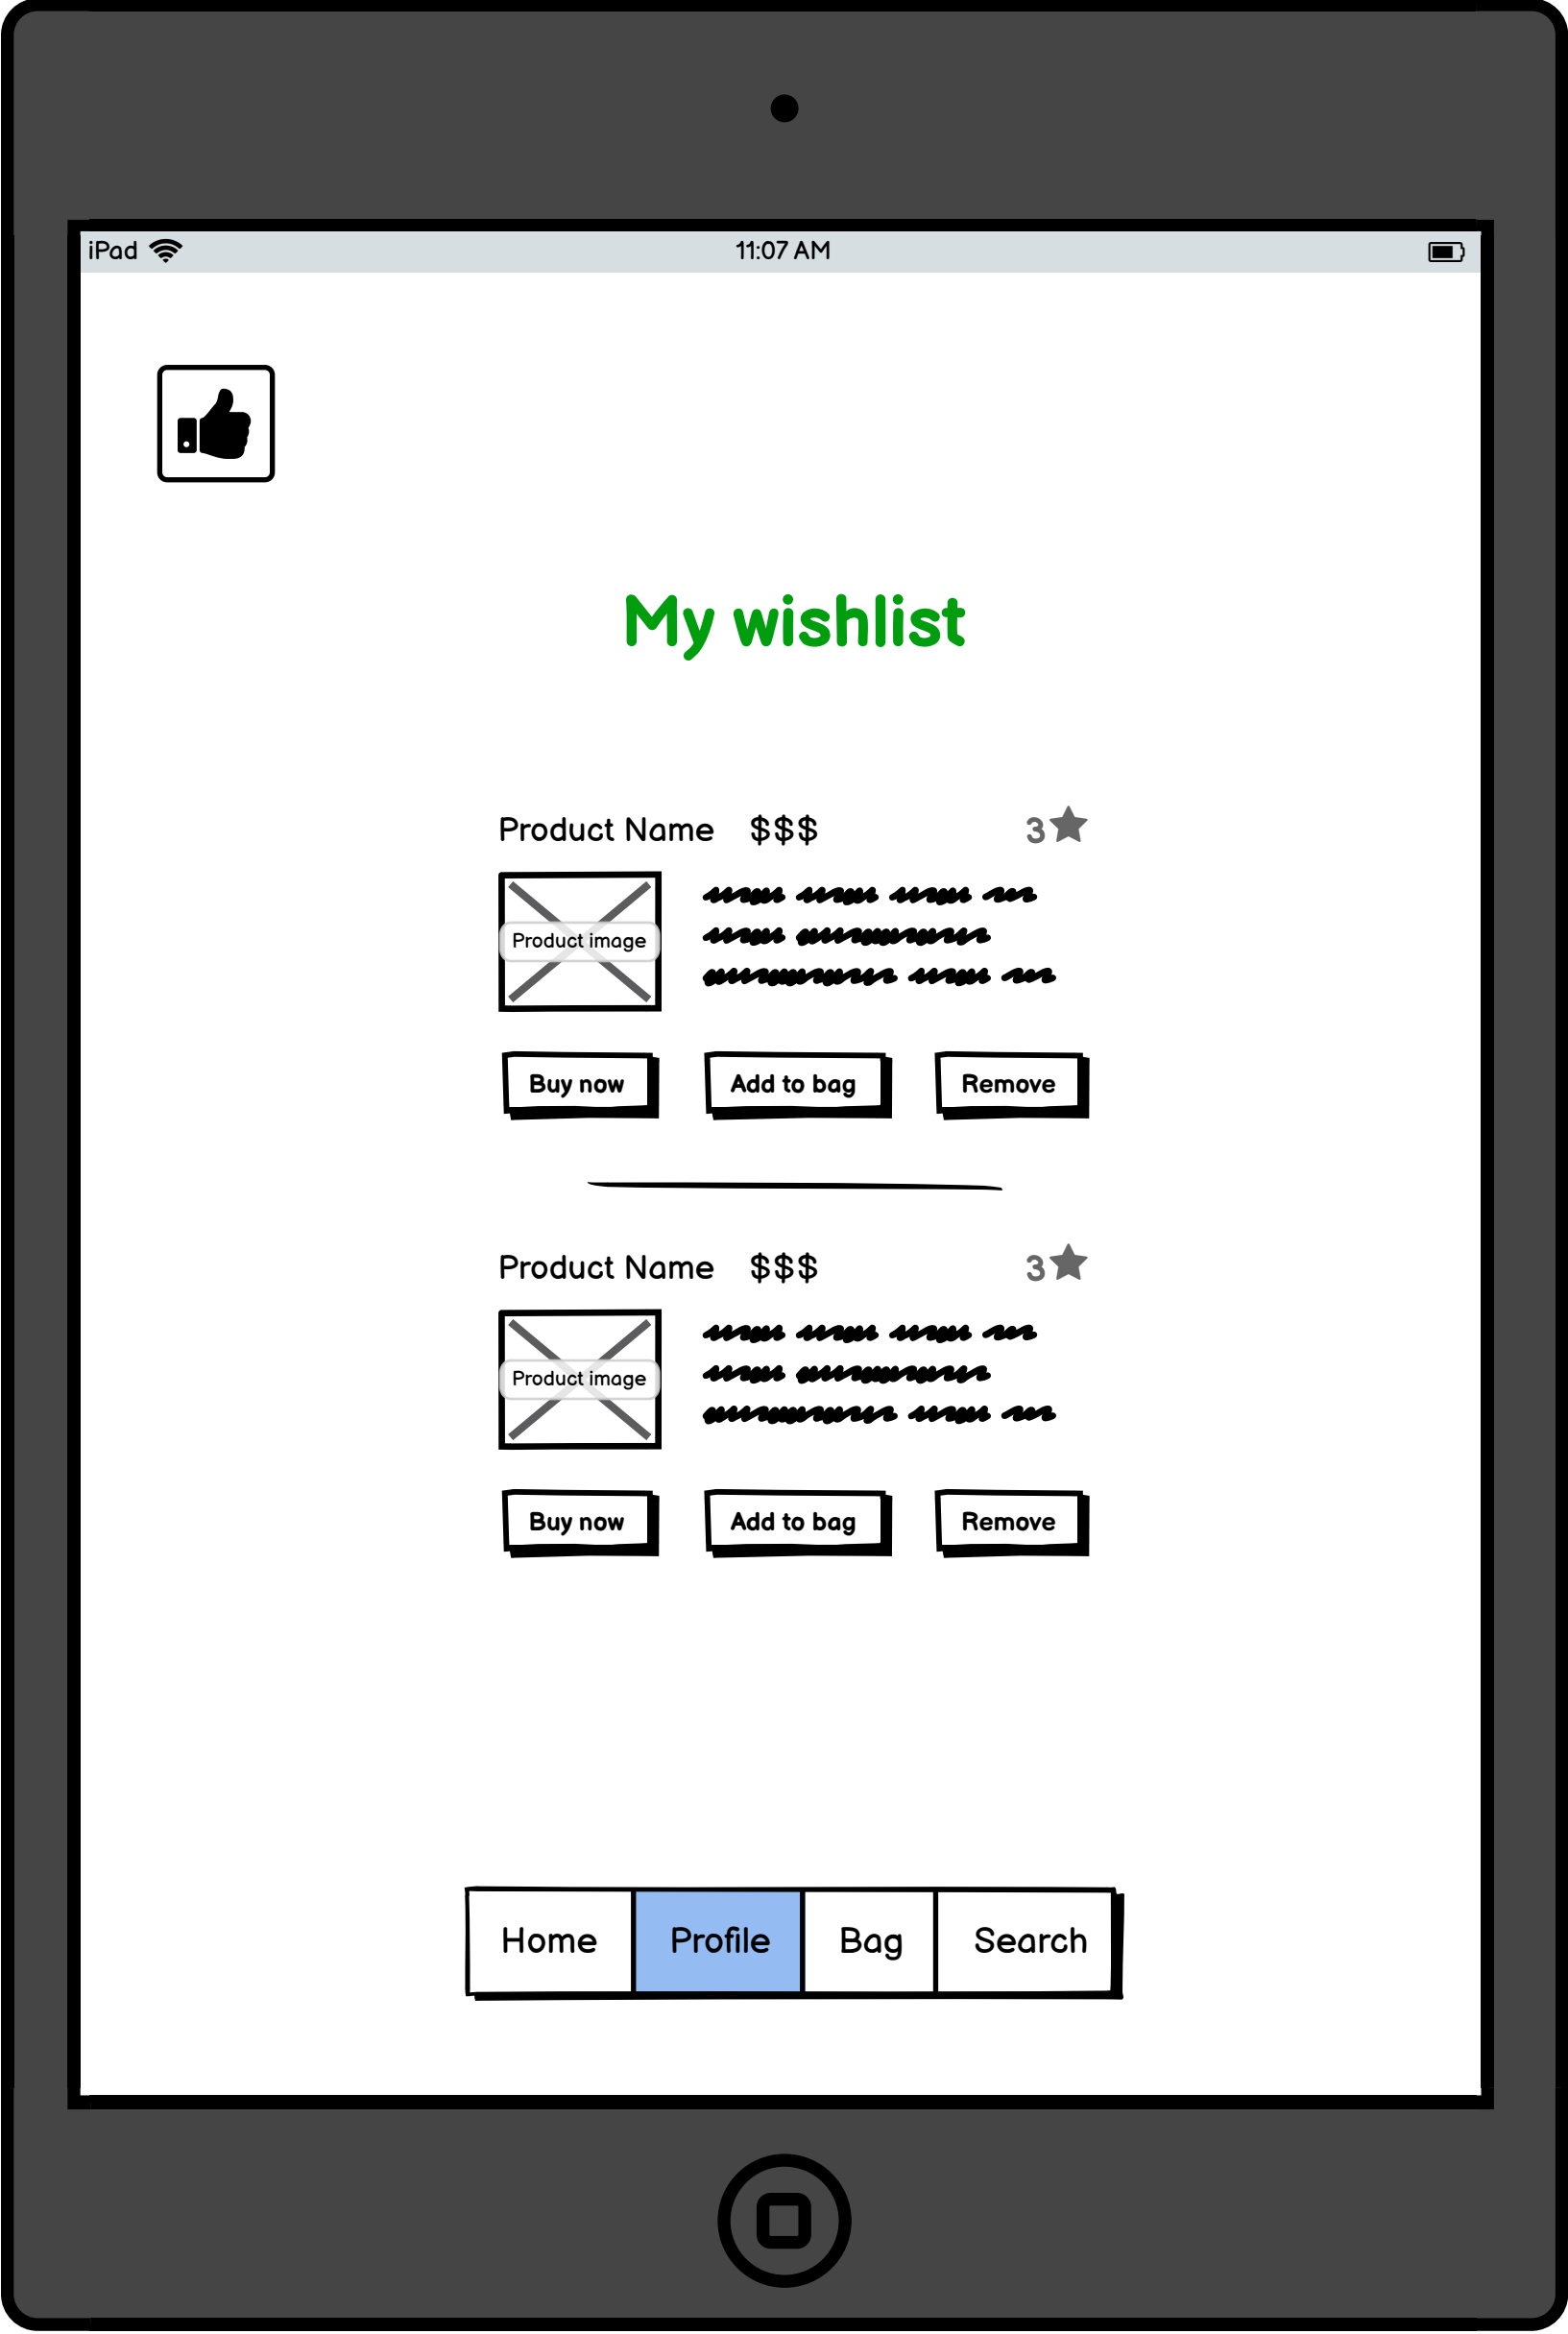 iPad 11:07 AM
My wishlist
Product Name $$$ 3
Product image
Buy now Add to bag Remove
Product Name $$$ 3
Product image
Buy now Add to bag Remove
Home Profile Bag Search